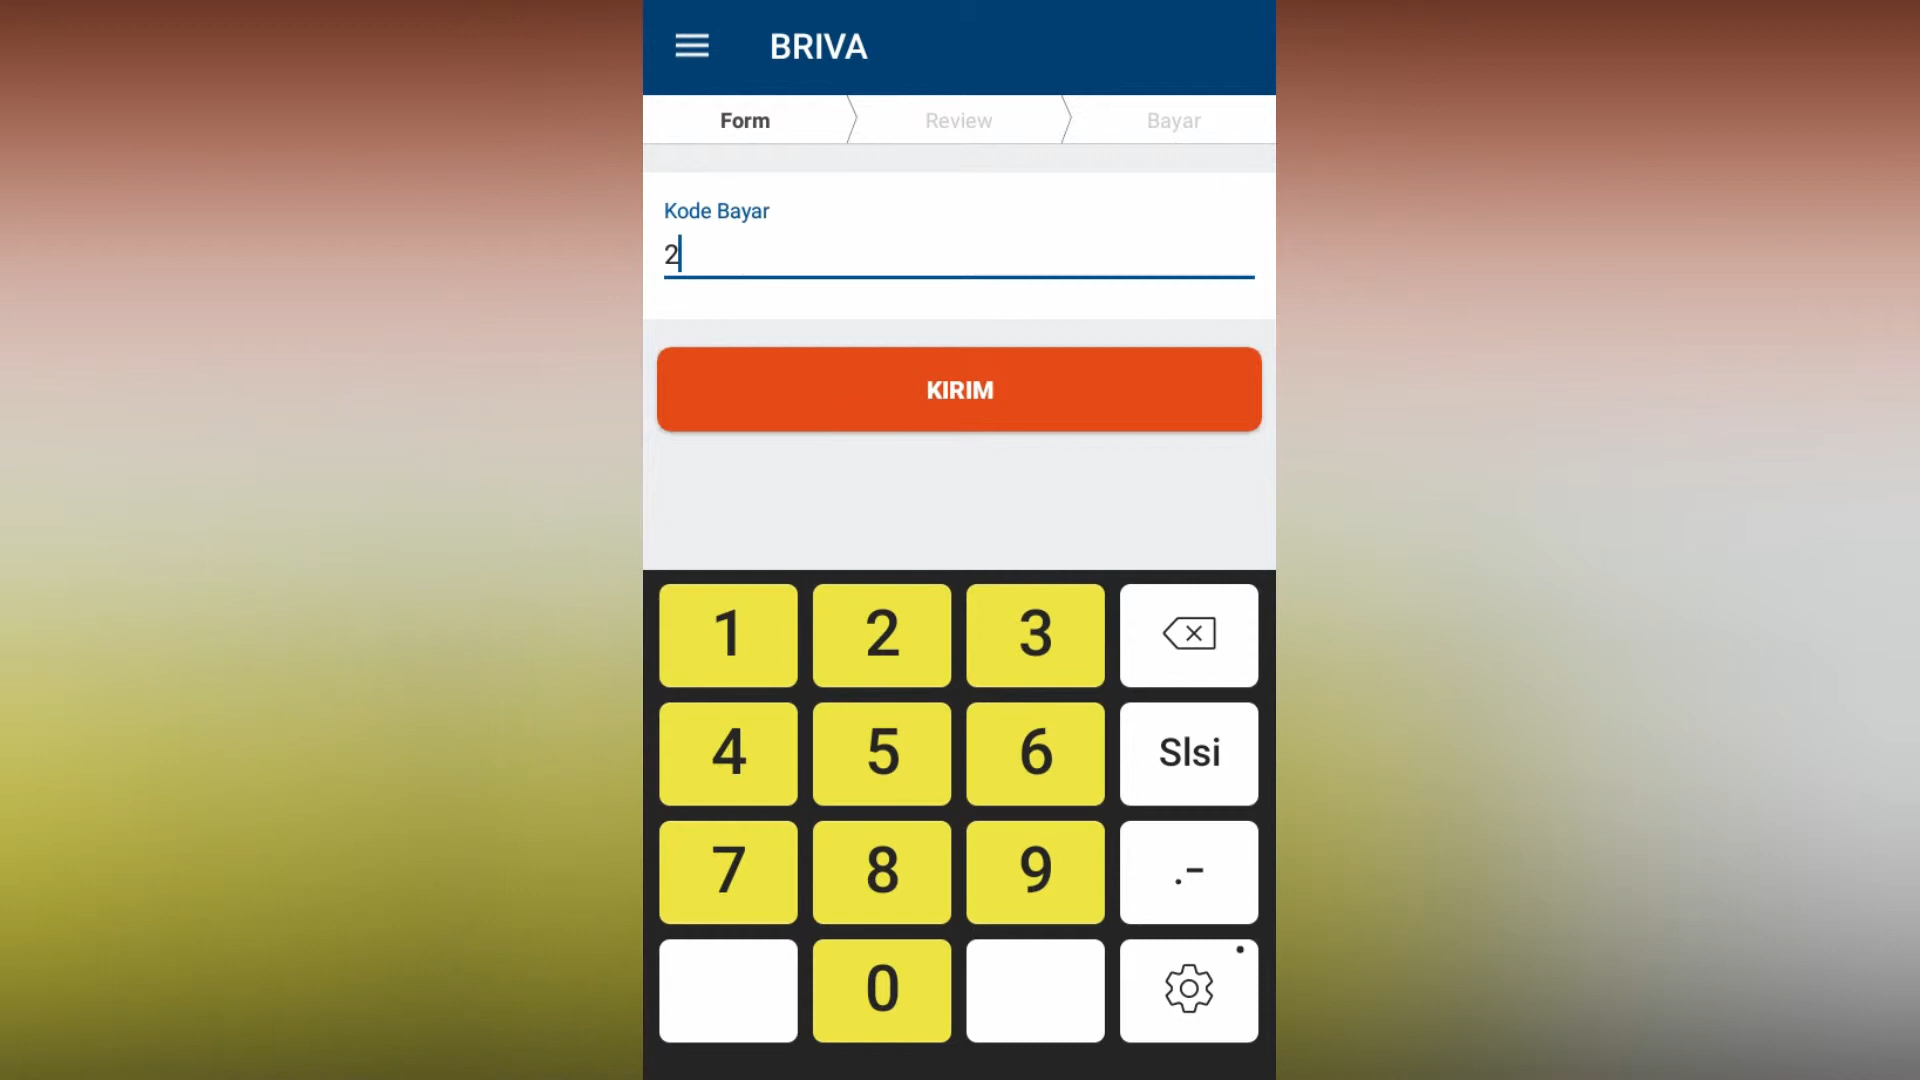 BRIVA
Form Review Bayar
Kode Bayar
2
KIRIM
1 2 3
4 5 6 Slsi
7 8 9 .-
0